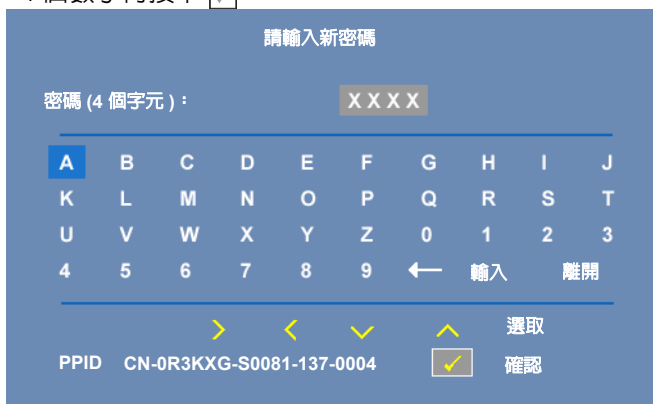 請輸入新密碼
密碼 (4 個字元 )：
X X X X
A B C D E F G H I J
K L M N O P Q R S T
U V W X Y Z 0 1 2 3
4 5 6 7 8 9 ← 輸入 離開
> < ∨ ∧ 選取
PPID CN-0R3KXG-S0081-137-0004 ✓ 確認